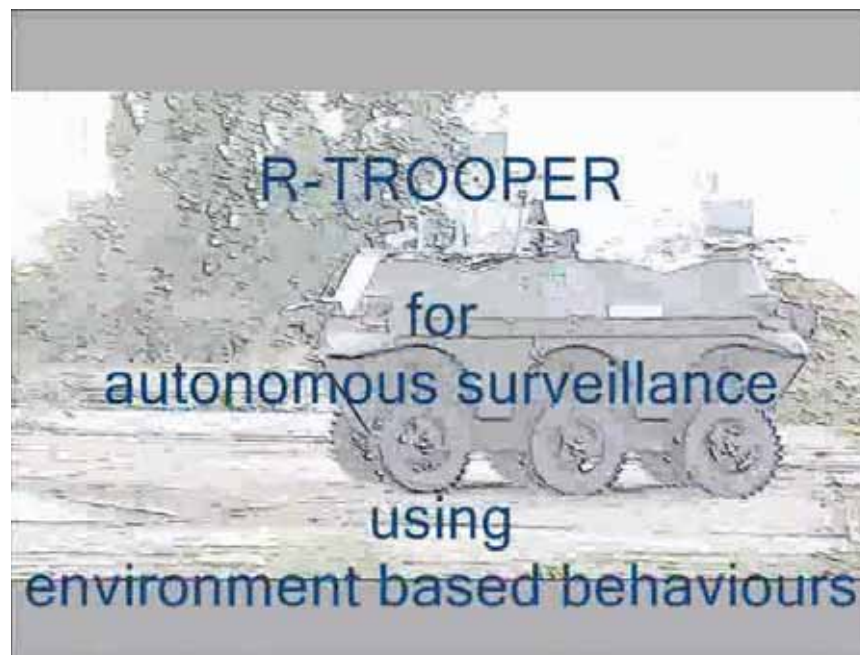 R-TROOPER
for
autonomous surveillance
using
environment based behaviours